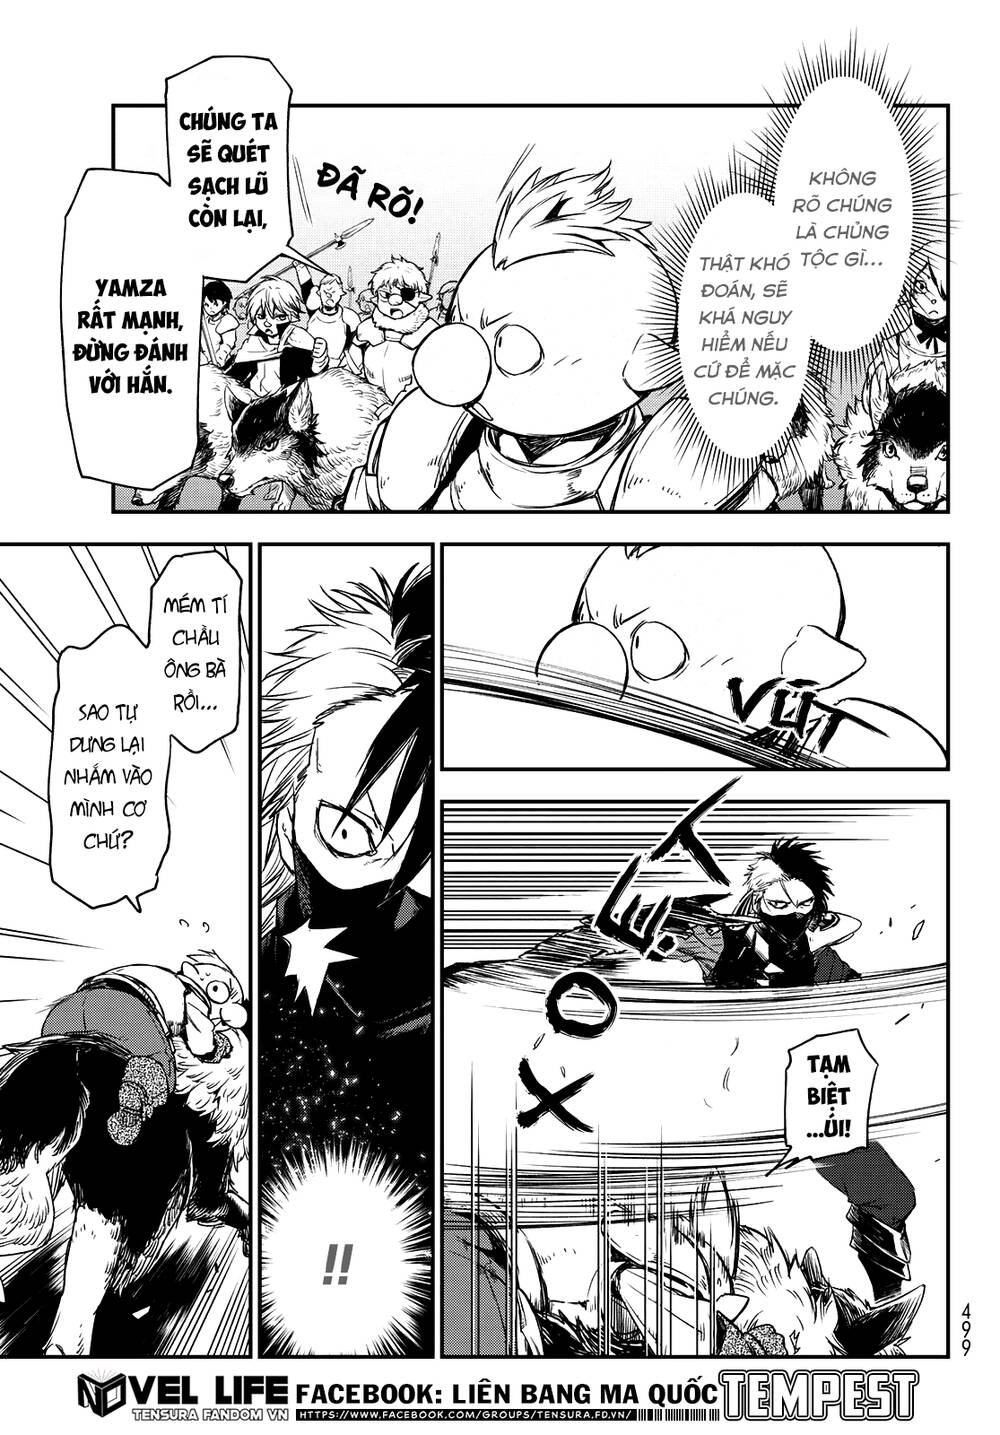 KHÔNG
RÕ CHÚNG
LÀ CHỦNG
TỘC GÌ...
THẬT KHÓ
ĐOÁN, SẼ
KHÁ NGUY
HIỂM NẾU
CỨ ĐỂ MẶC
CHÚNG.
CHÚNG TA
SẼ QUÉT
SẠCH LŨ
CÒN LẠI,
YAMZA
RẤT MẠNH,
ĐỪNG ĐÁNH
VỚI HẮN.
ĐÃ RÕ!
VÚT
XOẸT
TẠM
BIỆT
...ÚI!
!!
MÉM TÍ
CHẦU
ÔNG BÀ
RỒI...
SAO TỰ
DƯNG LẠI
NHẮM VÀO
MÌNH CƠ
CHỨ?
499
NOVEL LIFE
TENSURA FANDOM VN
FACEBOOK: LIÊN BANG MA QUỐC
HTTPS://WWW.FACEBOOK.COM/GROUPS/TENSURA.FD.VN/
TEMPEST